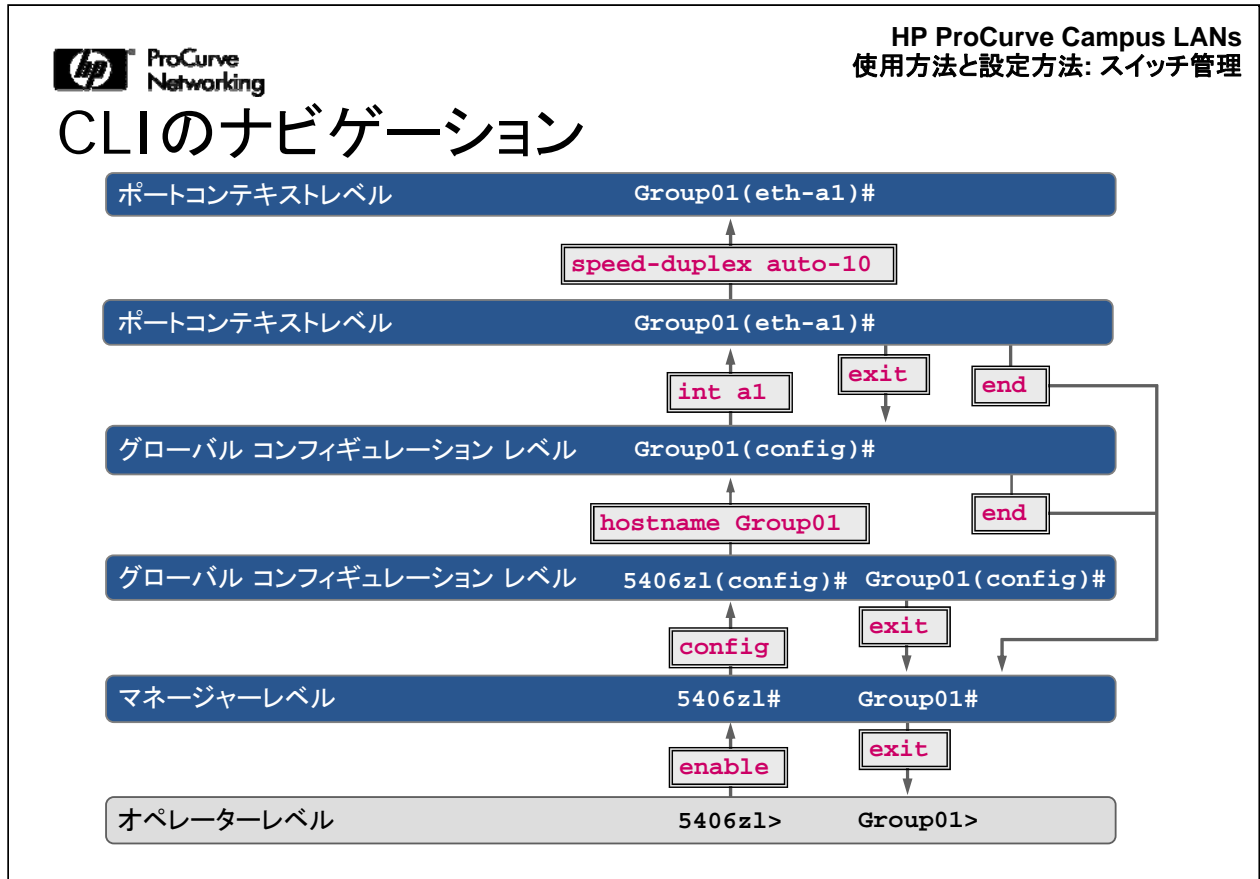 HP ProCurve Campus LANs
使用方法と設定方法: スイッチ管理
hp ProCurve
Networking
CLIのナビゲーション
ポートコンテキストレベル Group01(eth-a1)#
speed-duplex auto-10
ポートコンテキストレベル Group01(eth-a1)#
int a1 exit end
グローバル コンフィギュレーション レベル Group01(config)#
hostname Group01 end
グローバル コンフィギュレーション レベル 5406zl(config)# Group01(config)#
config exit
マネージャーレベル 5406zl# Group01#
enable exit
オペレーターレベル 5406zl> Group01>